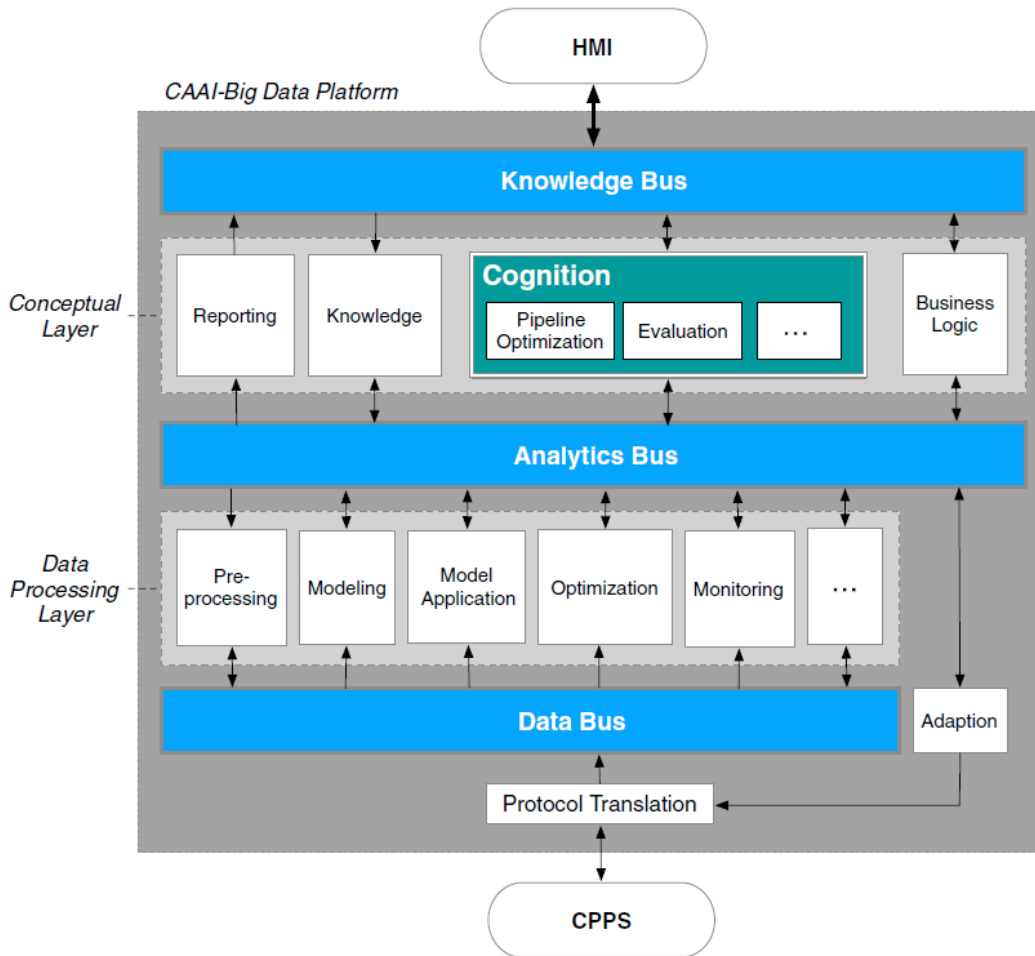 HMI
CAAI-Big Data Platform
Knowledge Bus
Conceptual
Layer
Reporting
Knowledge
Cognition
Pipeline
Optimization
Evaluation
...
Business
Logic
Analytics Bus
Data
Processing
Layer
Pre-
processing
Modeling
Model
Application
Optimization
Monitoring
...
Data Bus
Adaption
Protocol Translation
CPPS